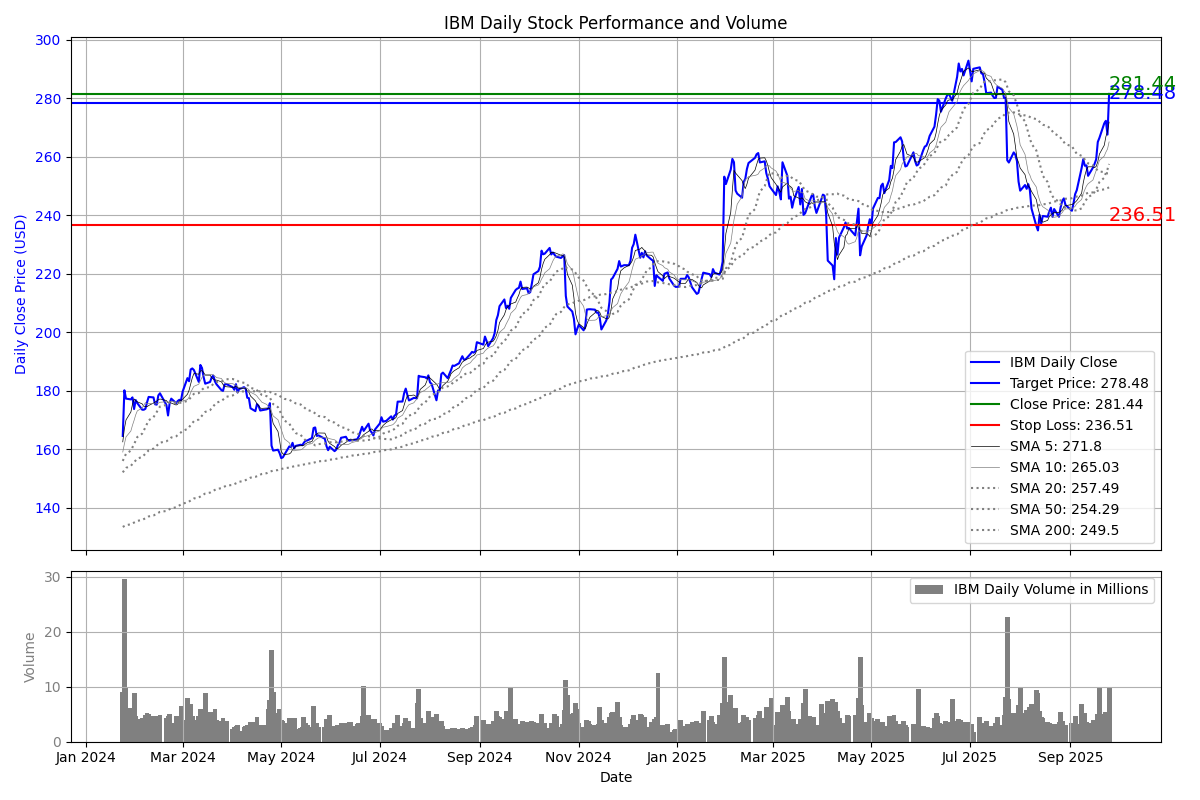 IBM Daily Stock Performance and Volume
300
280
260
240
220
200
180
160
140
Daily Close Price (USD)
281.44
278.48
236.51
IBM Daily Close
Target Price: 278.48
Close Price: 281.44
Stop Loss: 236.51
SMA 5: 271.8
SMA 10: 265.03
SMA 20: 257.49
SMA 50: 254.29
SMA 200: 249.5
30
20
10
0
Volume
IBM Daily Volume in Millions
Jan 2024 Mar 2024 May 2024 Jul 2024 Sep 2024 Nov 2024 Jan 2025 Mar 2025 May 2025 Jul 2025 Sep 2025
Date